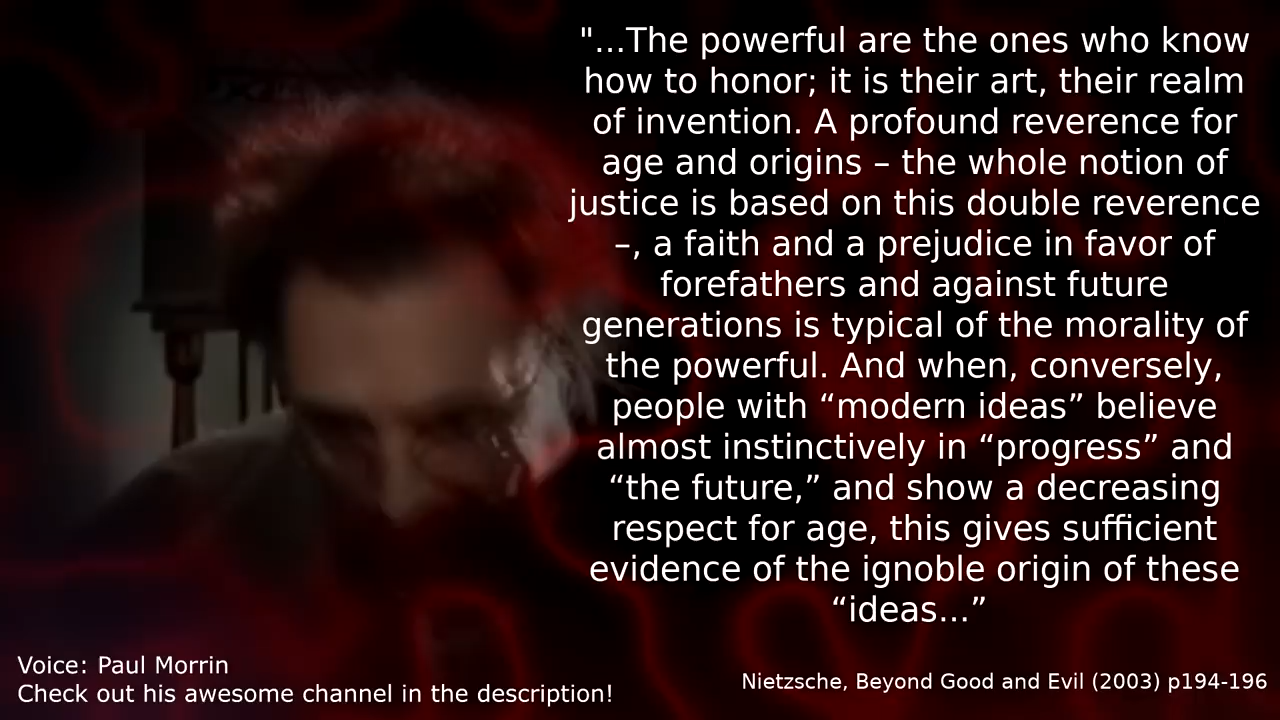 "...The powerful are the ones who know
how to honor; it is their art, their realm
of invention. A profound reverence for
age and origins – the whole notion of
justice is based on this double reverence
–, a faith and a prejudice in favor of
forefathers and against future
generations is typical of the morality of
the powerful. And when, conversely,
people with “modern ideas” believe
almost instinctively in “progress” and
“the future,” and show a decreasing
respect for age, this gives sufficient
evidence of the ignoble origin of these
“ideas...”
Voice: Paul Morrin
Check out his awesome channel in the description!
Nietzsche, Beyond Good and Evil (2003) p194-196